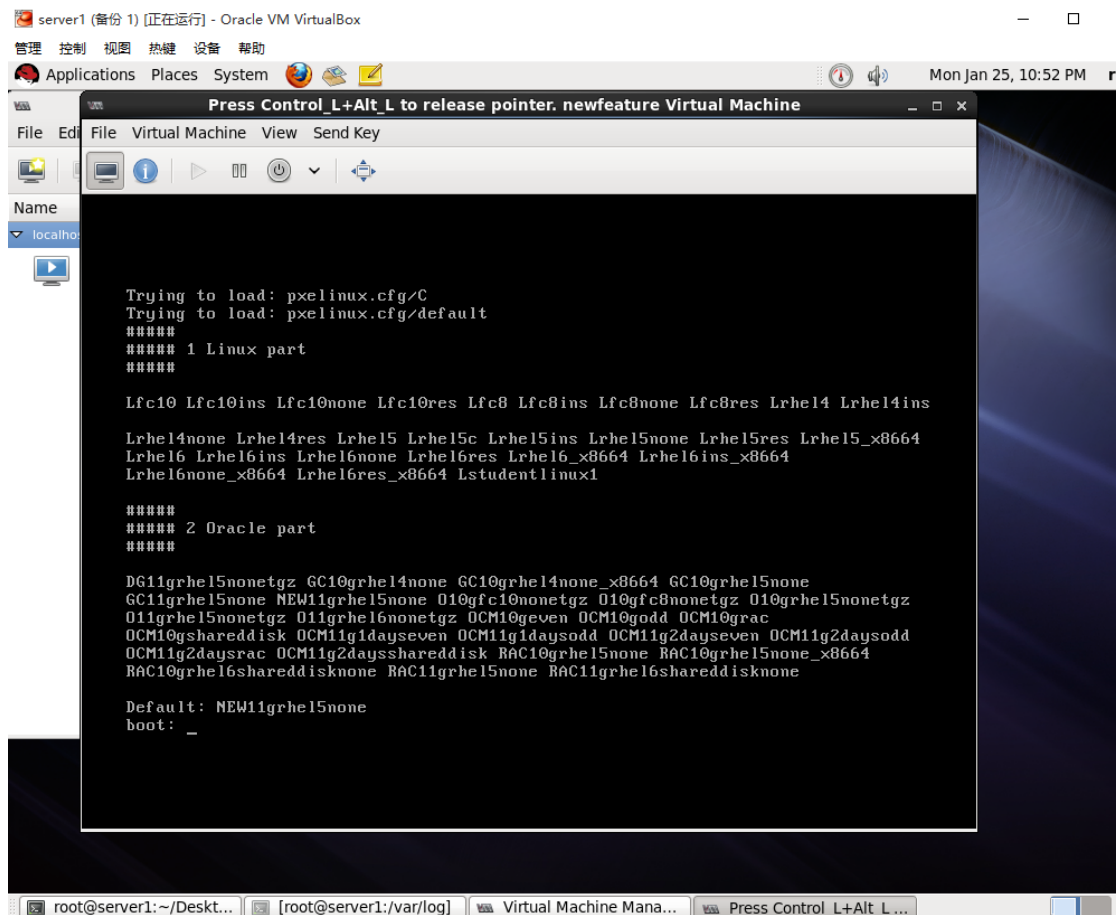 server1 (备份 1) [正在运行] - Oracle VM VirtualBox
管理 控制 视图 热键 设备 帮助
Applications Places System Mon Jan 25, 10:52 PM r
Press Control_L+Alt_L to release pointer. newfeature Virtual Machine
File Edi
File Virtual Machine View Send Key
Name
localhos
Trying to load: pxelinux.cfg/C
Trying to load: pxelinux.cfg/default
#####
##### 1 Linux part
#####
Lfc10 Lfc10ins Lfc10none Lfc10res Lfc8 Lfc8ins Lfc8none Lfc8res Lrhel4 Lrhel4ins
Lrhel4none Lrhel4res Lrhel5 Lrhel5c Lrhel5ins Lrhel5none Lrhel5res Lrhel5_x8664
Lrhel6 Lrhel6ins Lrhel6none Lrhel6res Lrhel6_x8664 Lrhel6ins_x8664
Lrhel6none_x8664 Lrhel6res_x8664 Lstudentlinux1
#####
##### 2 Oracle part
#####
DG11grhel5nonetgz GC10grhel4none GC10grhel4none_x8664 GC10grhel5none
GC11grhel5none NEW11grhel5none O10gfc10nonetgz O10gfc8nonetgz O10grhel5nonetgz
O11grhel5nonetgz O11grhel6nonetgz OCM10geven OCM10godd OCM10grac
OCM10gshareddisk OCM11g1dayseven OCM11g1daysodd OCM11g2dayseven OCM11g2daysodd
OCM11g2daysrac OCM11g2daysshareddisk RAC10grhel5none RAC10grhel5none_x8664
RAC10grhel6shareddisknone RAC11grhel5none RAC11grhel6shareddisknone
Default: NEW11grhel5none
boot: _
root@server1:~/Deskt... [root@server1:/var/log] Virtual Machine Mana... Press Control_L+Alt_L ...